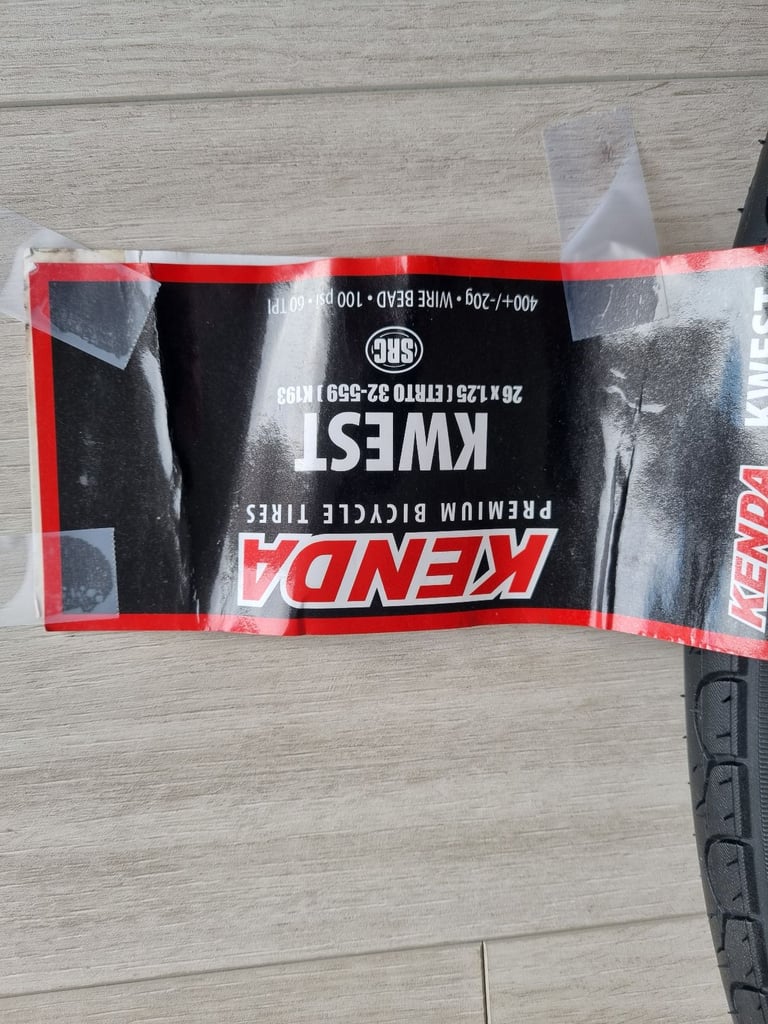 KENDA
PREMIUM BICYCLE TIRES
KWEST
26 x 1.25 ( ETRTO 32-559 ) K193
SRC
400+/-20g • WIRE BEAD • 100 psi • 60 TPI
KENDA KWEST